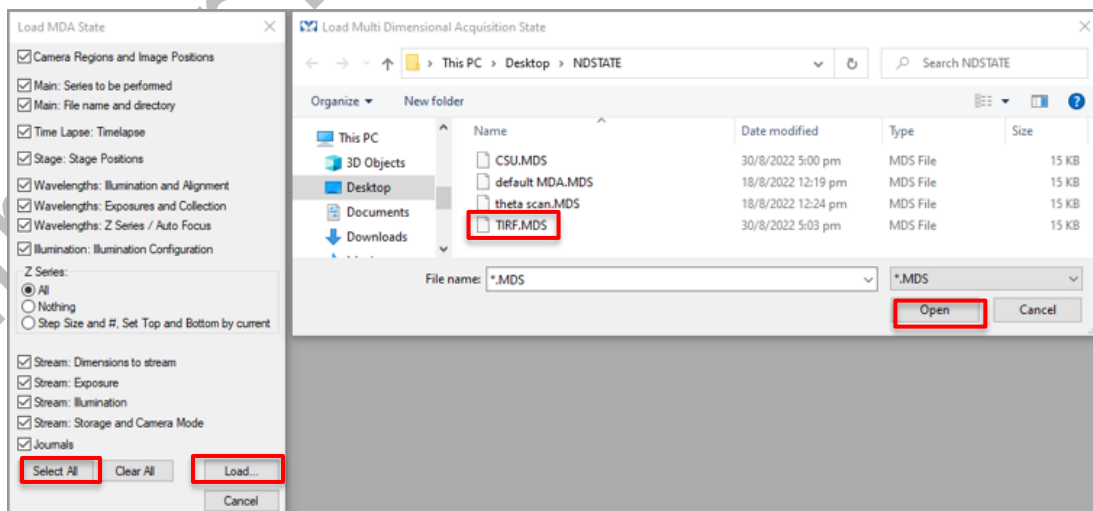 Load MDA State
Camera Regions and Image Positions
Main: Series to be performed
Main: File name and directory
Time Lapse: Timelapse
Stage: Stage Positions
Wavelengths: Illumination and Alignment
Wavelengths: Exposures and Collection
Wavelengths: Z Series / Auto Focus
Illumination: Illumination Configuration
Z Series:
All
Nothing
Step Size and #, Set Top and Bottom by current
Stream: Dimensions to stream
Stream: Exposure
Stream: Illumination
Stream: Storage and Camera Mode
Journals
Select All Clear All Load...
Cancel
Load Multi Dimensional Acquisition State
This PC > Desktop > NDSTATE Search NDSTATE
Organize New folder
This PC
3D Objects
Desktop
Documents
Downloads
Name Date modified Type Size
CSU.MDS 30/8/2022 5:00 pm MDS File 15 KB
default MDA.MDS 18/8/2022 12:19 pm MDS File 15 KB
theta scan.MDS 18/8/2022 12:24 pm MDS File 15 KB
TIRF.MDS 30/8/2022 5:03 pm MDS File 15 KB
File name: *.MDS *.MDS
Open Cancel